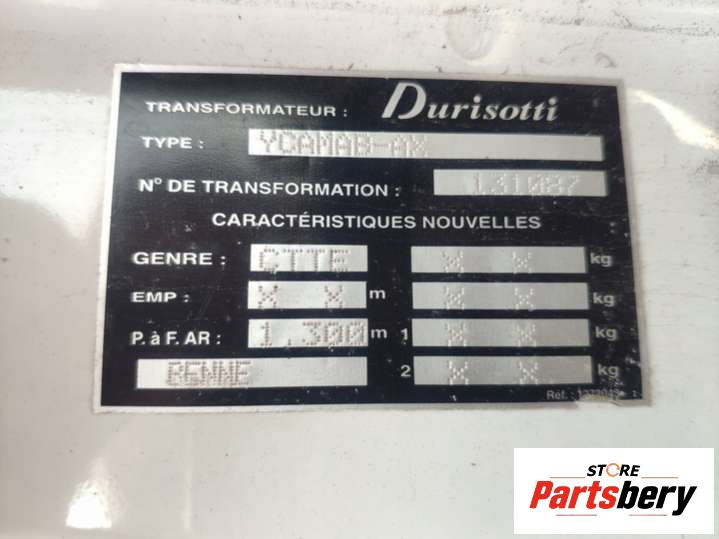 TRANSFORMATEUR : Durisotti
TYPE : YCAMAB-AX
N° DE TRANSFORMATION : 131087
CARACTÉRISTIQUES NOUVELLES
GENRE : CTTE X X kg
EMP : X X m X X kg
P. à F. AR : 1,300 m 1 X X kg
BENNE 2 X X kg
Réf. :
STORE
Partsbery